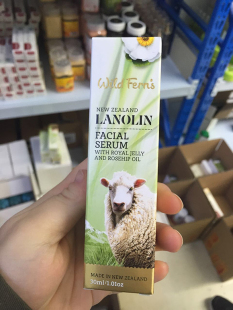 Wild Ferns
NEW ZEALAND
LANOLIN
FACIAL
SERUM
WITH ROYAL JELLY
AND ROSEHIP OIL
MADE IN NEW ZEALAND
30ml/1.01oz